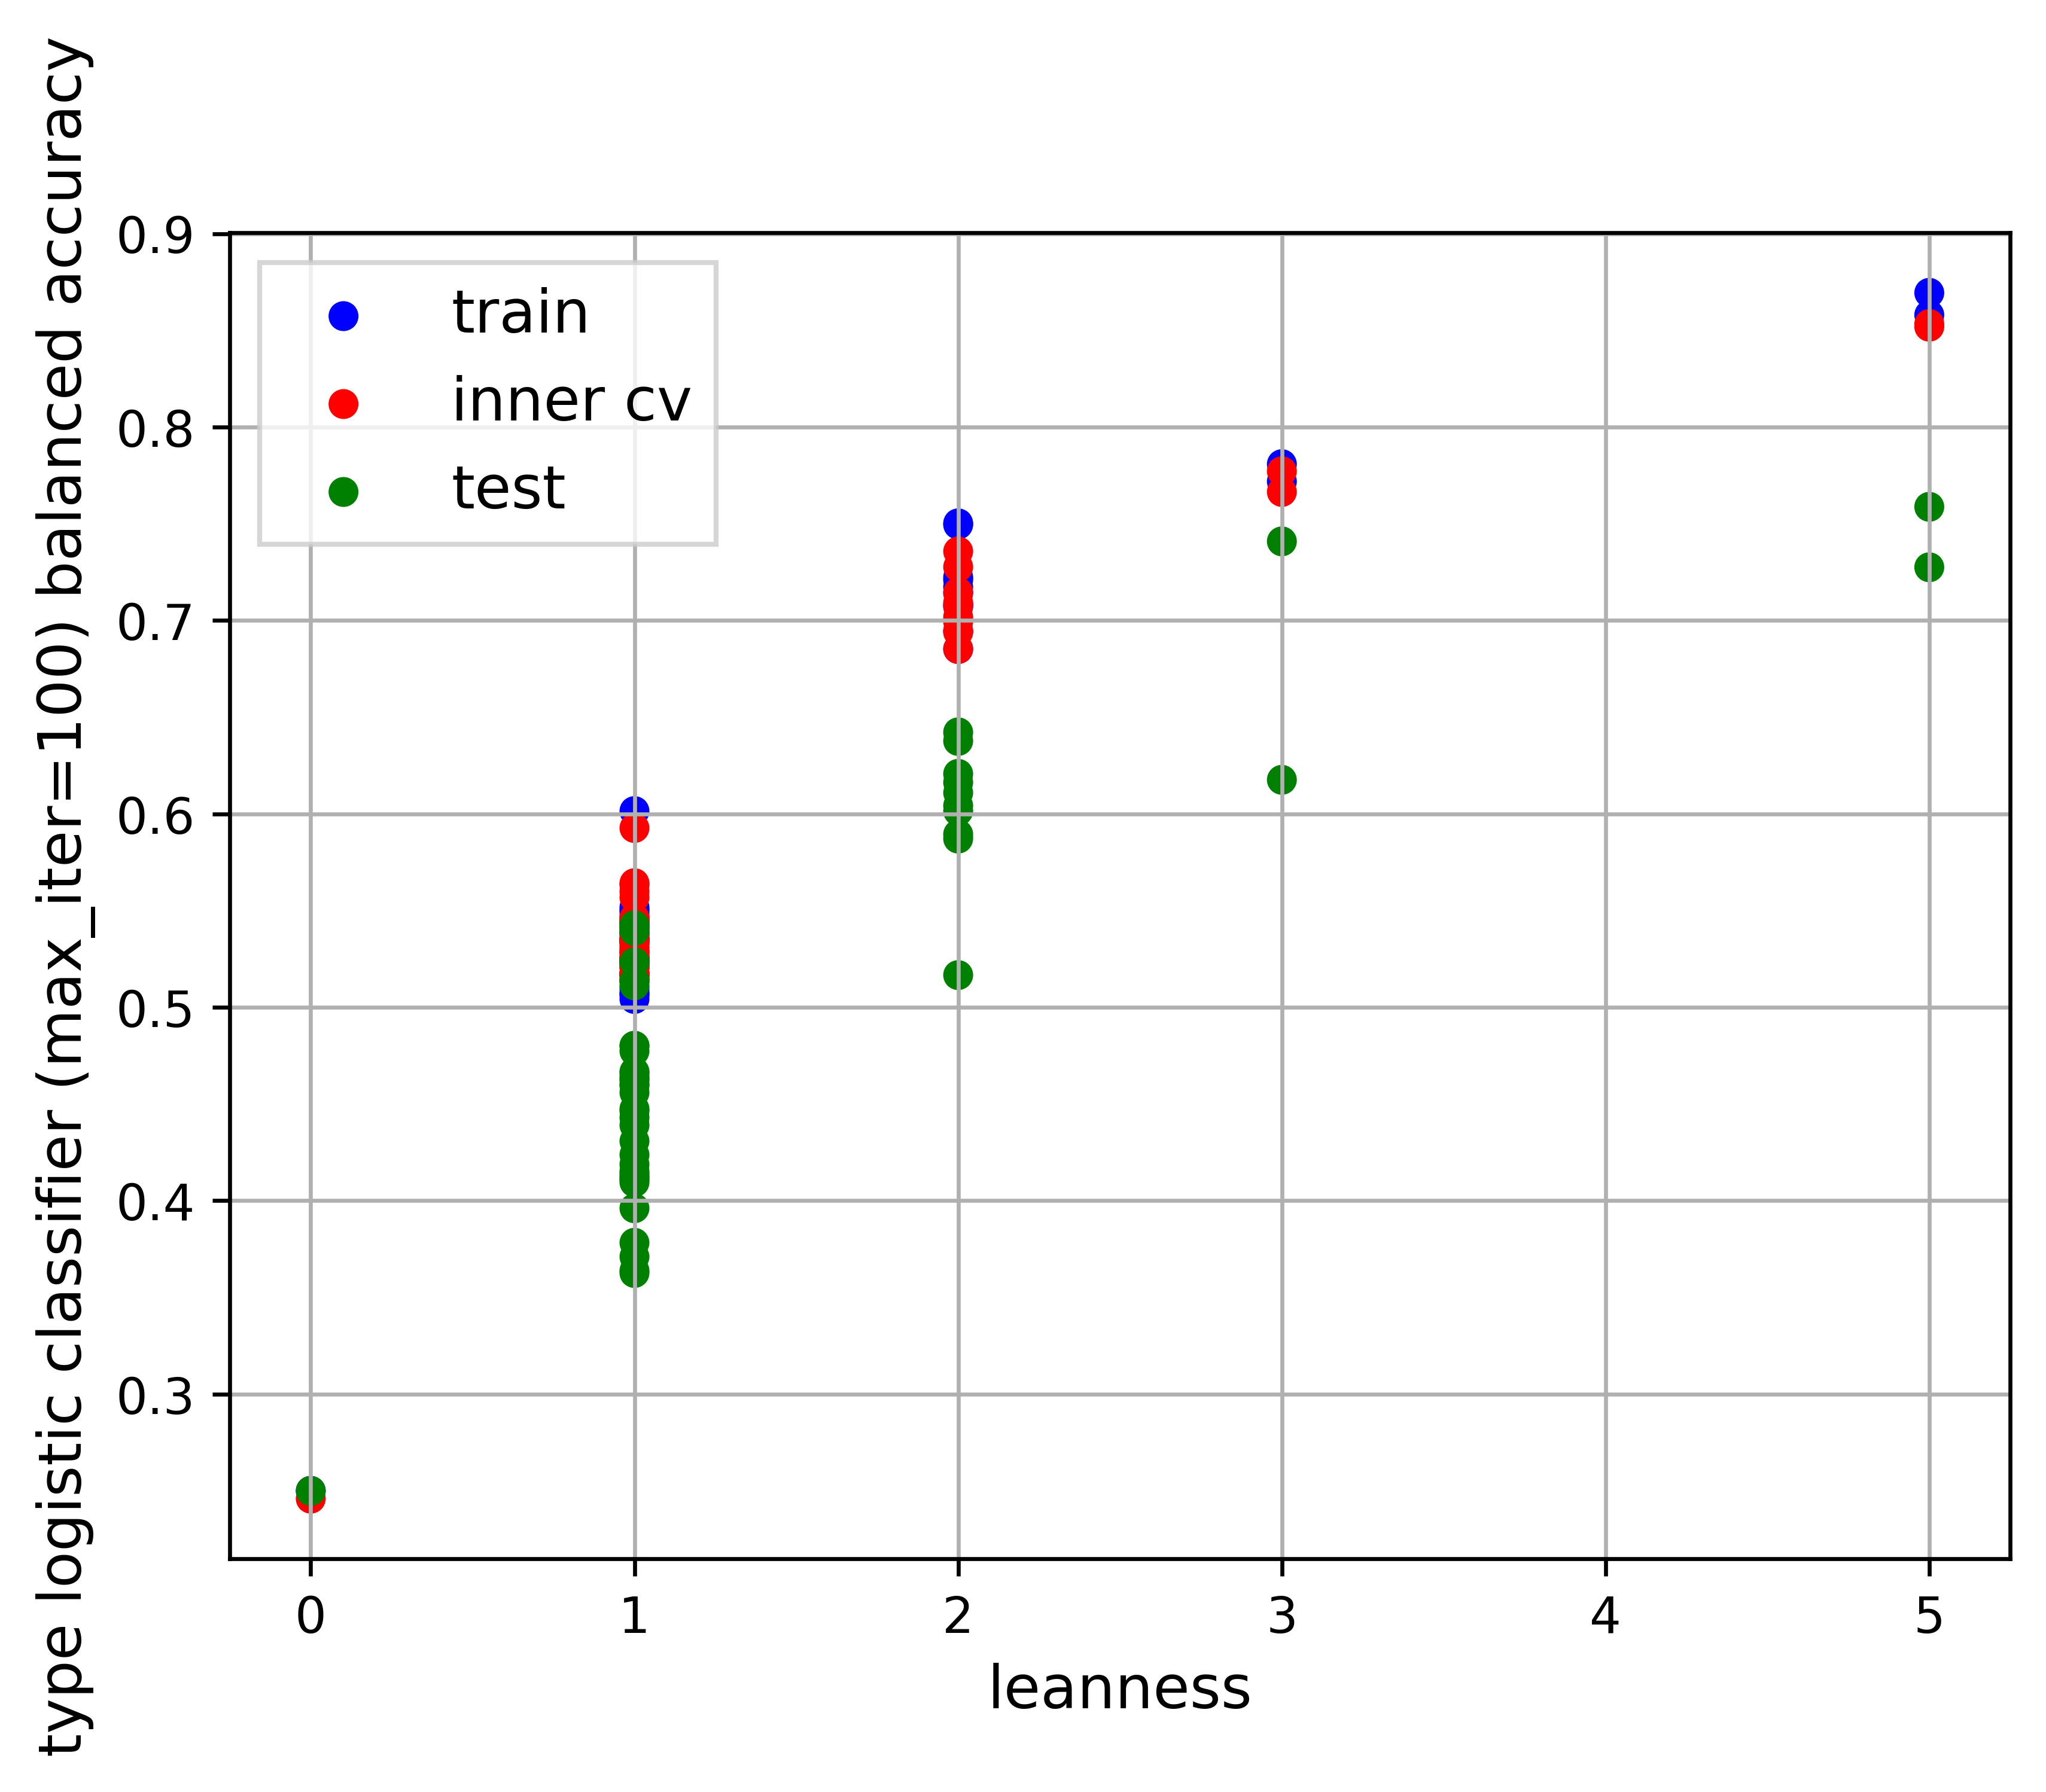 type logistic classifier (max_iter=100) balanced accuracy
0.9
0.8
0.7
0.6
0.5
0.4
0.3
train
inner cv
test
0 1 2 3 4 5
leanness